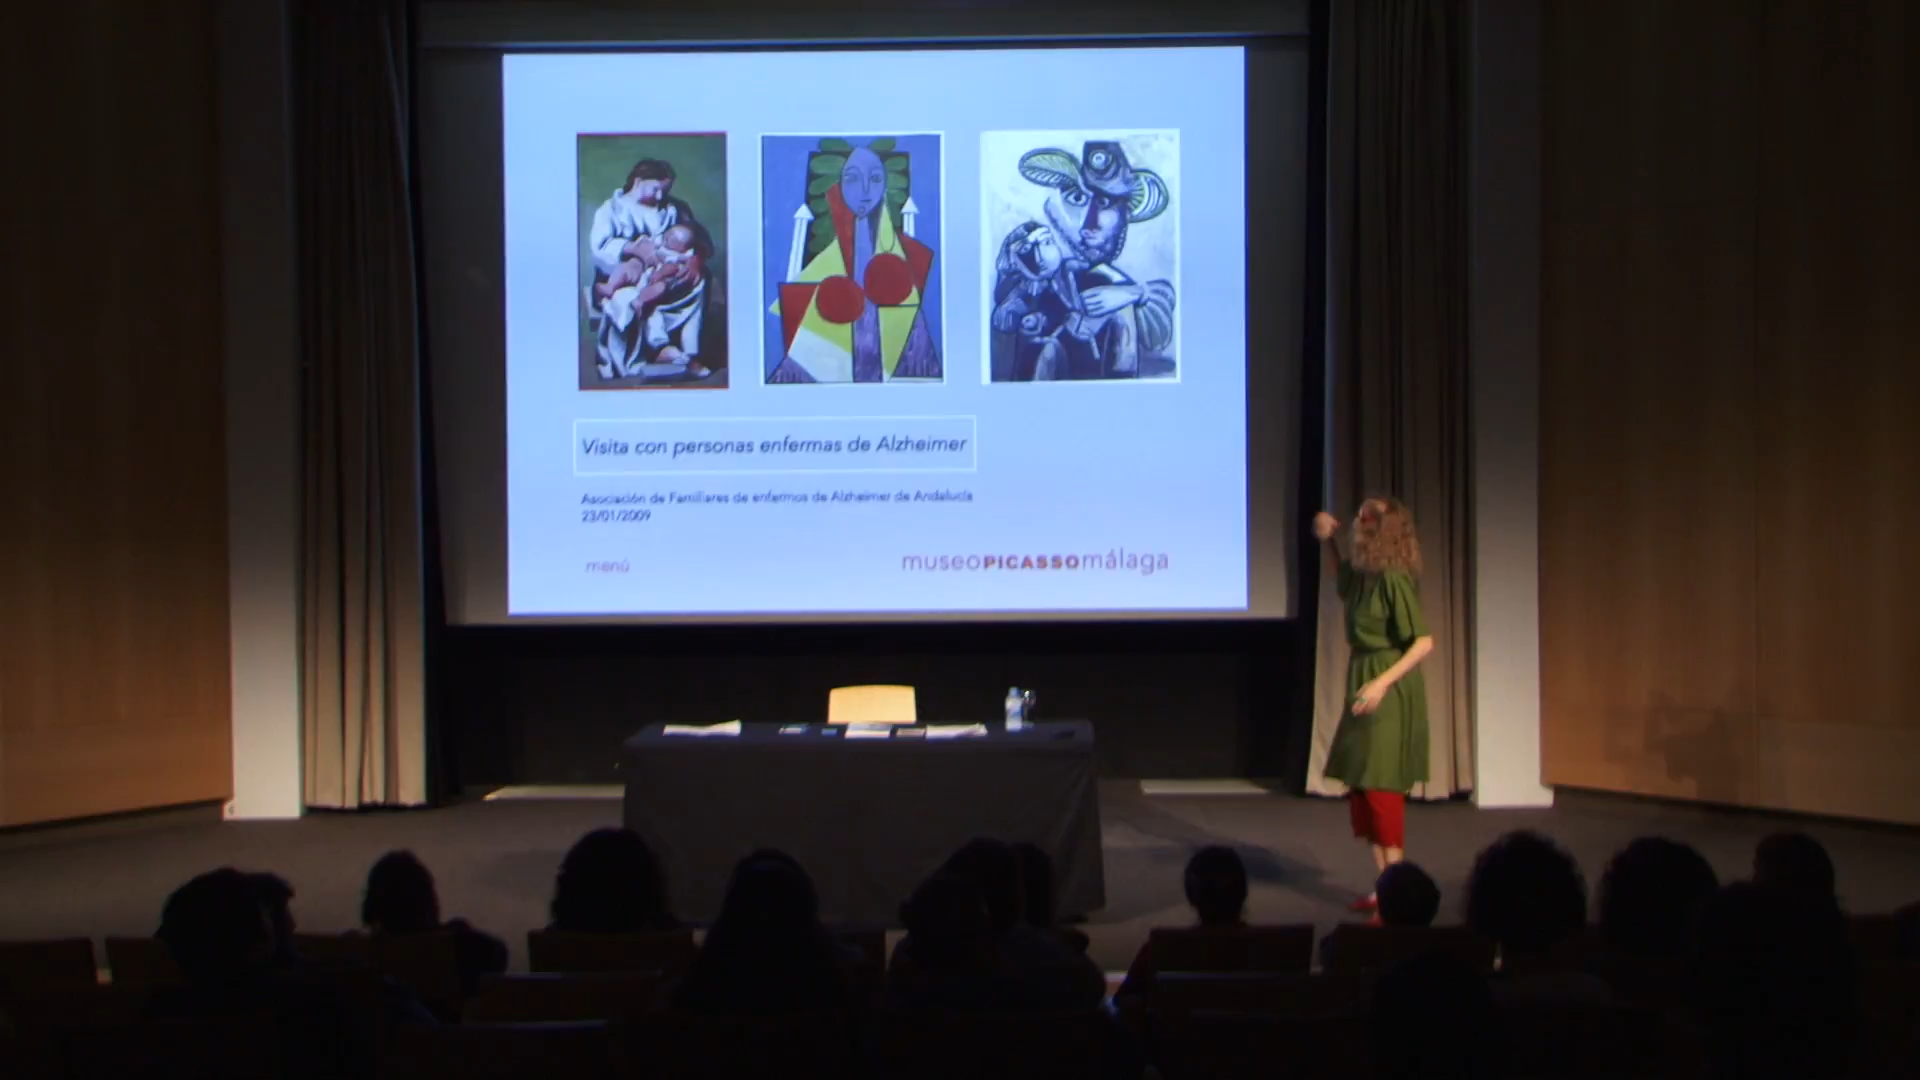 Visita con personas enfermas de Alzheimer
Asociación de Familiares de enfermos de Alzheimer de Andalucía
23/01/2009
menú
museoPICASSOmálaga